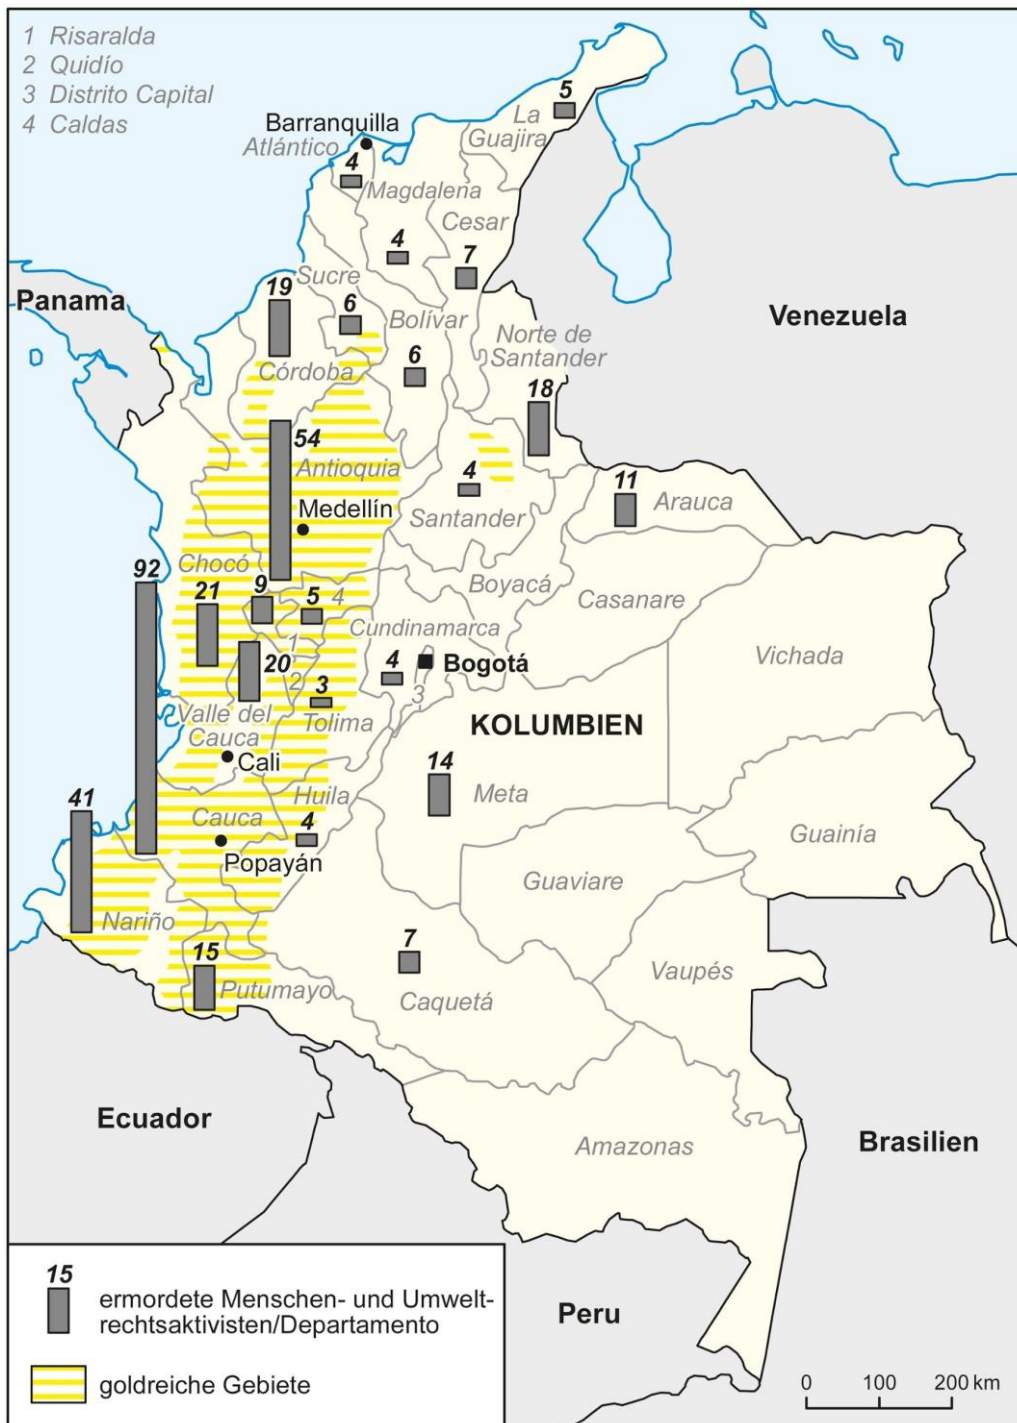 1 Risaralda
2 Quidío
3 Distrito Capital
4 Caldas
5
La
Guajira
Barranquilla
Atlántico
4
Magdalena
Cesar
4
7
Sucre
19
Panama
6
Bolívar
Venezuela
Norte de
Santander
6
Córdoba
18
54
Antioquia
4
11
Arauca
Santander
Medellín
Chocó
92
Boyacá
21
9
5
4
Casanare
Cundinamarca
1
20
2
4
Bogotá
3
Vichada
3
Tolima
Valle del
Cauca
KOLUMBIEN
Cali
14
Meta
Huila
41
Cauca
4
Popayán
Guainía
Guaviare
Nariño
7
15
Putumayo
Caquetá
Vaupés
Ecuador
Amazonas
Brasilien
15
ermordete Menschen- und Umwelt-
rechtsaktivisten/Departamento
goldreiche Gebiete
Peru
0 100 200 km